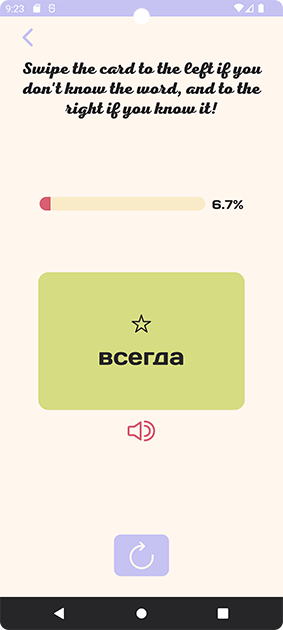 9:23
Swipe the card to the left if you
don't know the word, and to the
right if you know it!
6.7%
всегда